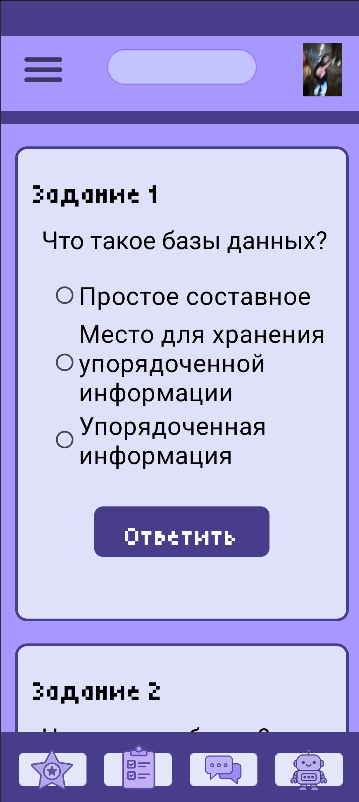 Задание 1
Что такое базы данных?
Простое составное
Место для хранения
упорядоченной
информации
Упорядоченная
информация
Ответить
Задание 2